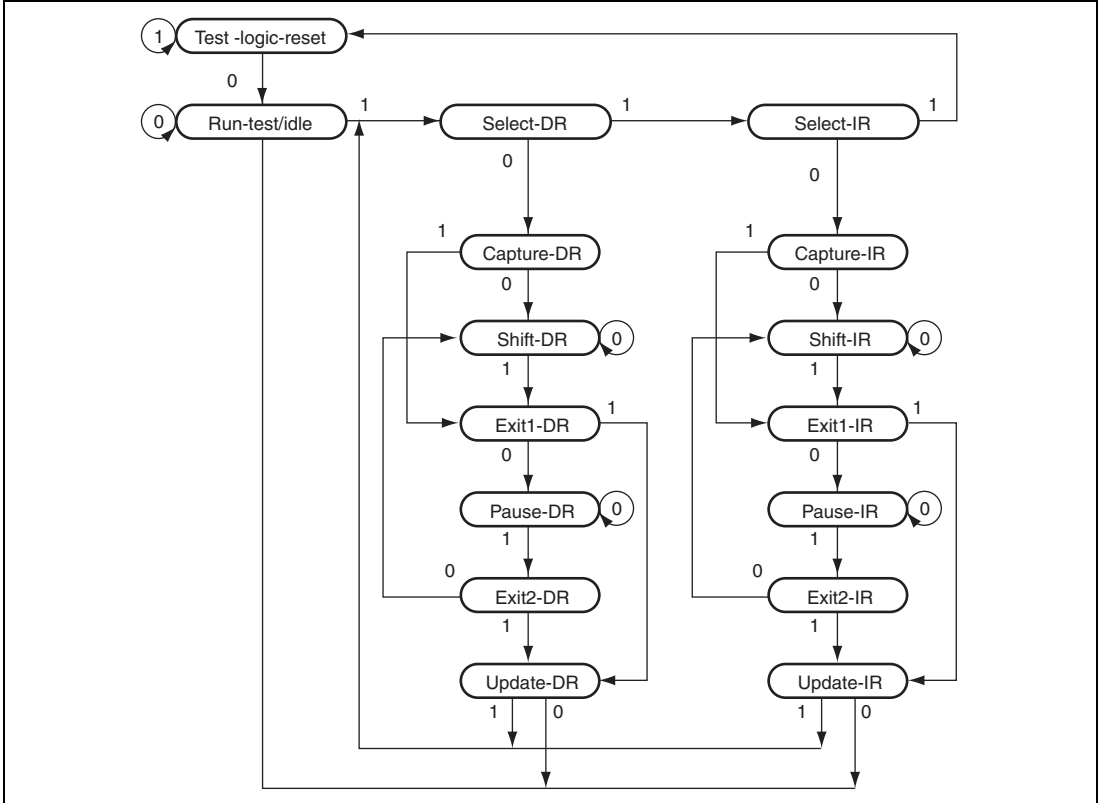 1 Test -logic-reset
0
0 Run-test/idle 1 Select-DR 1 Select-IR 1
0 0
1 1
Capture-DR Capture-IR
0 0
Shift-DR 0 Shift-IR 0
1 1
1 1
Exit1-DR Exit1-IR
0 0
Pause-DR 0 Pause-IR 0
1 1
0 0
Exit2-DR Exit2-IR
1 1
Update-DR Update-IR
1 0 1 0